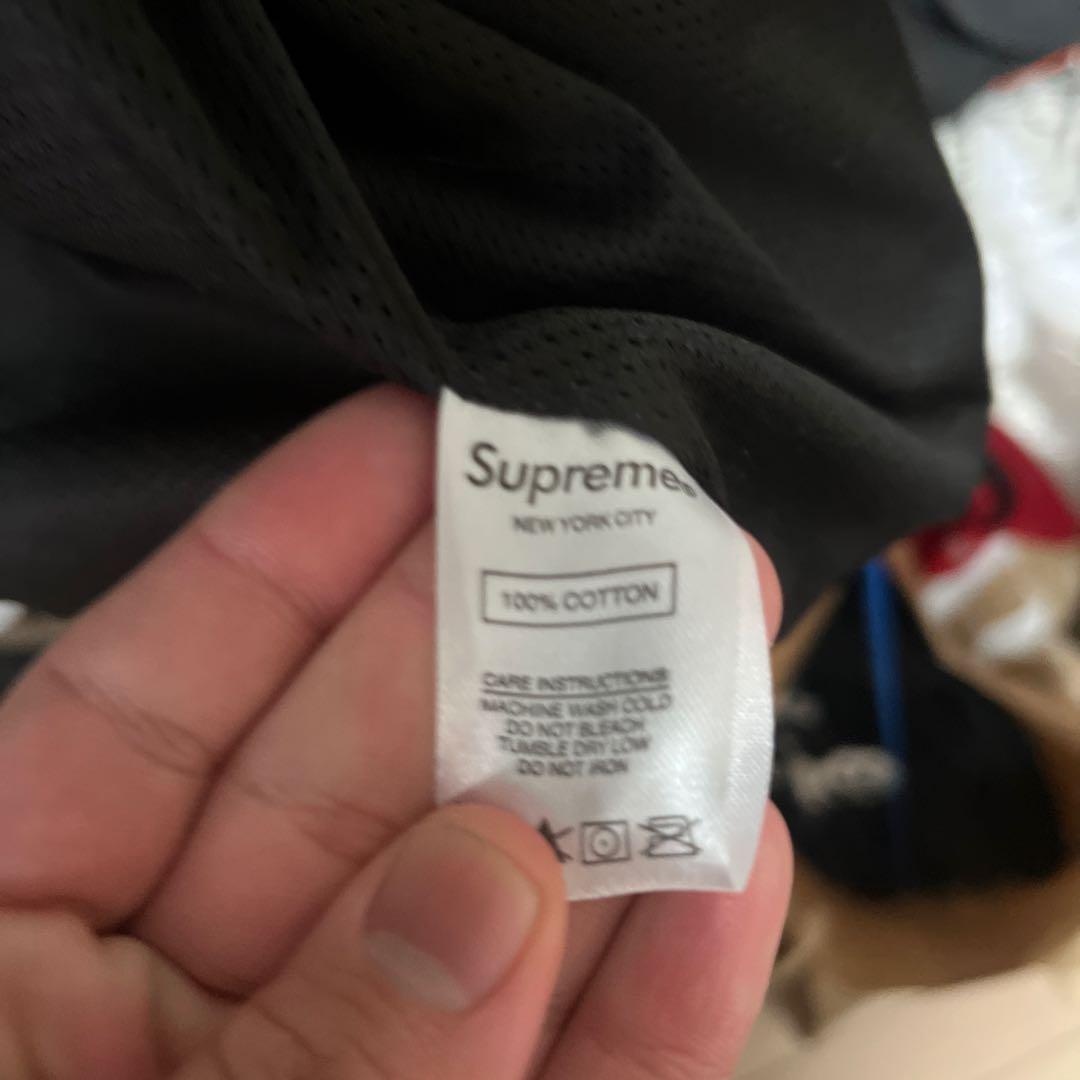 Supreme®
NEW YORK CITY
100% COTTON
CARE INSTRUCTIONS
MACHINE WASH COLD
DO NOT BLEACH
TUMBLE DRY LOW
DO NOT IRON